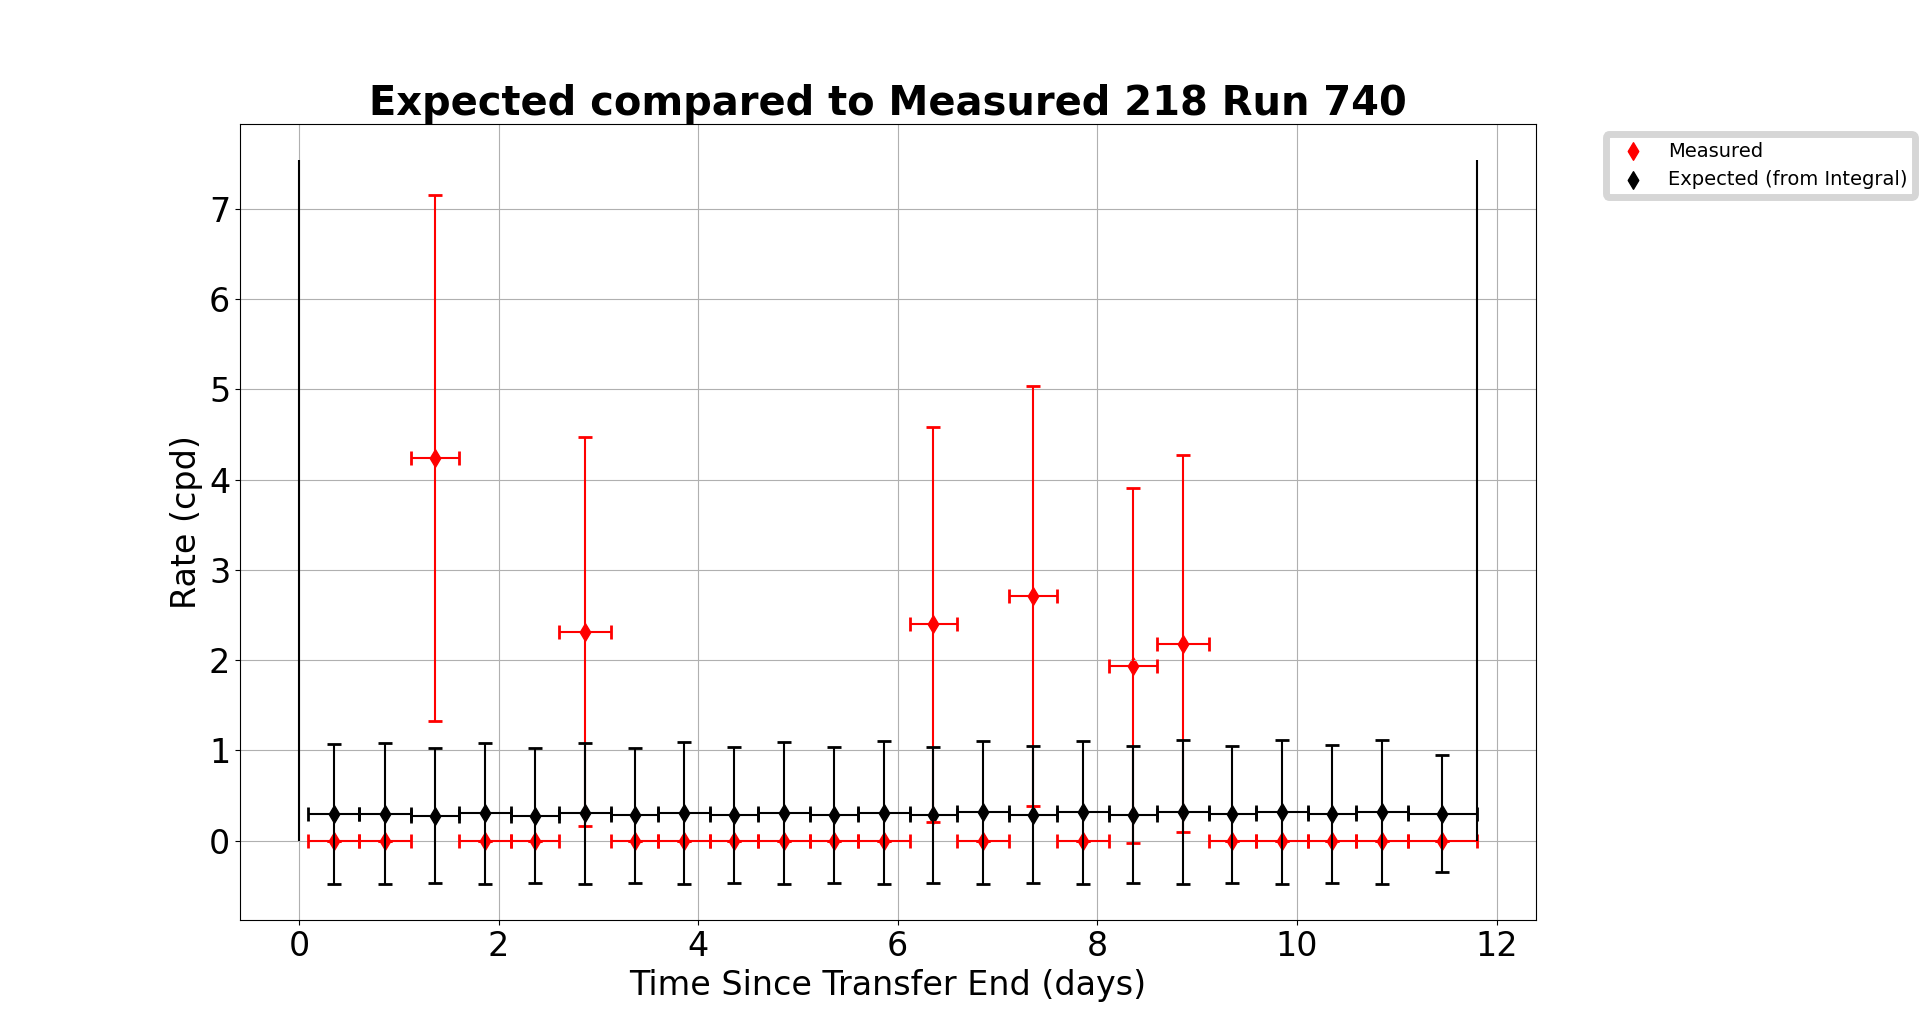 Expected compared to Measured 218 Run 740
Measured
Expected (from Integral)
Rate (cpd)
7
6
5
4
3
2
1
0
0 2 4 6 8 10 12
Time Since Transfer End (days)